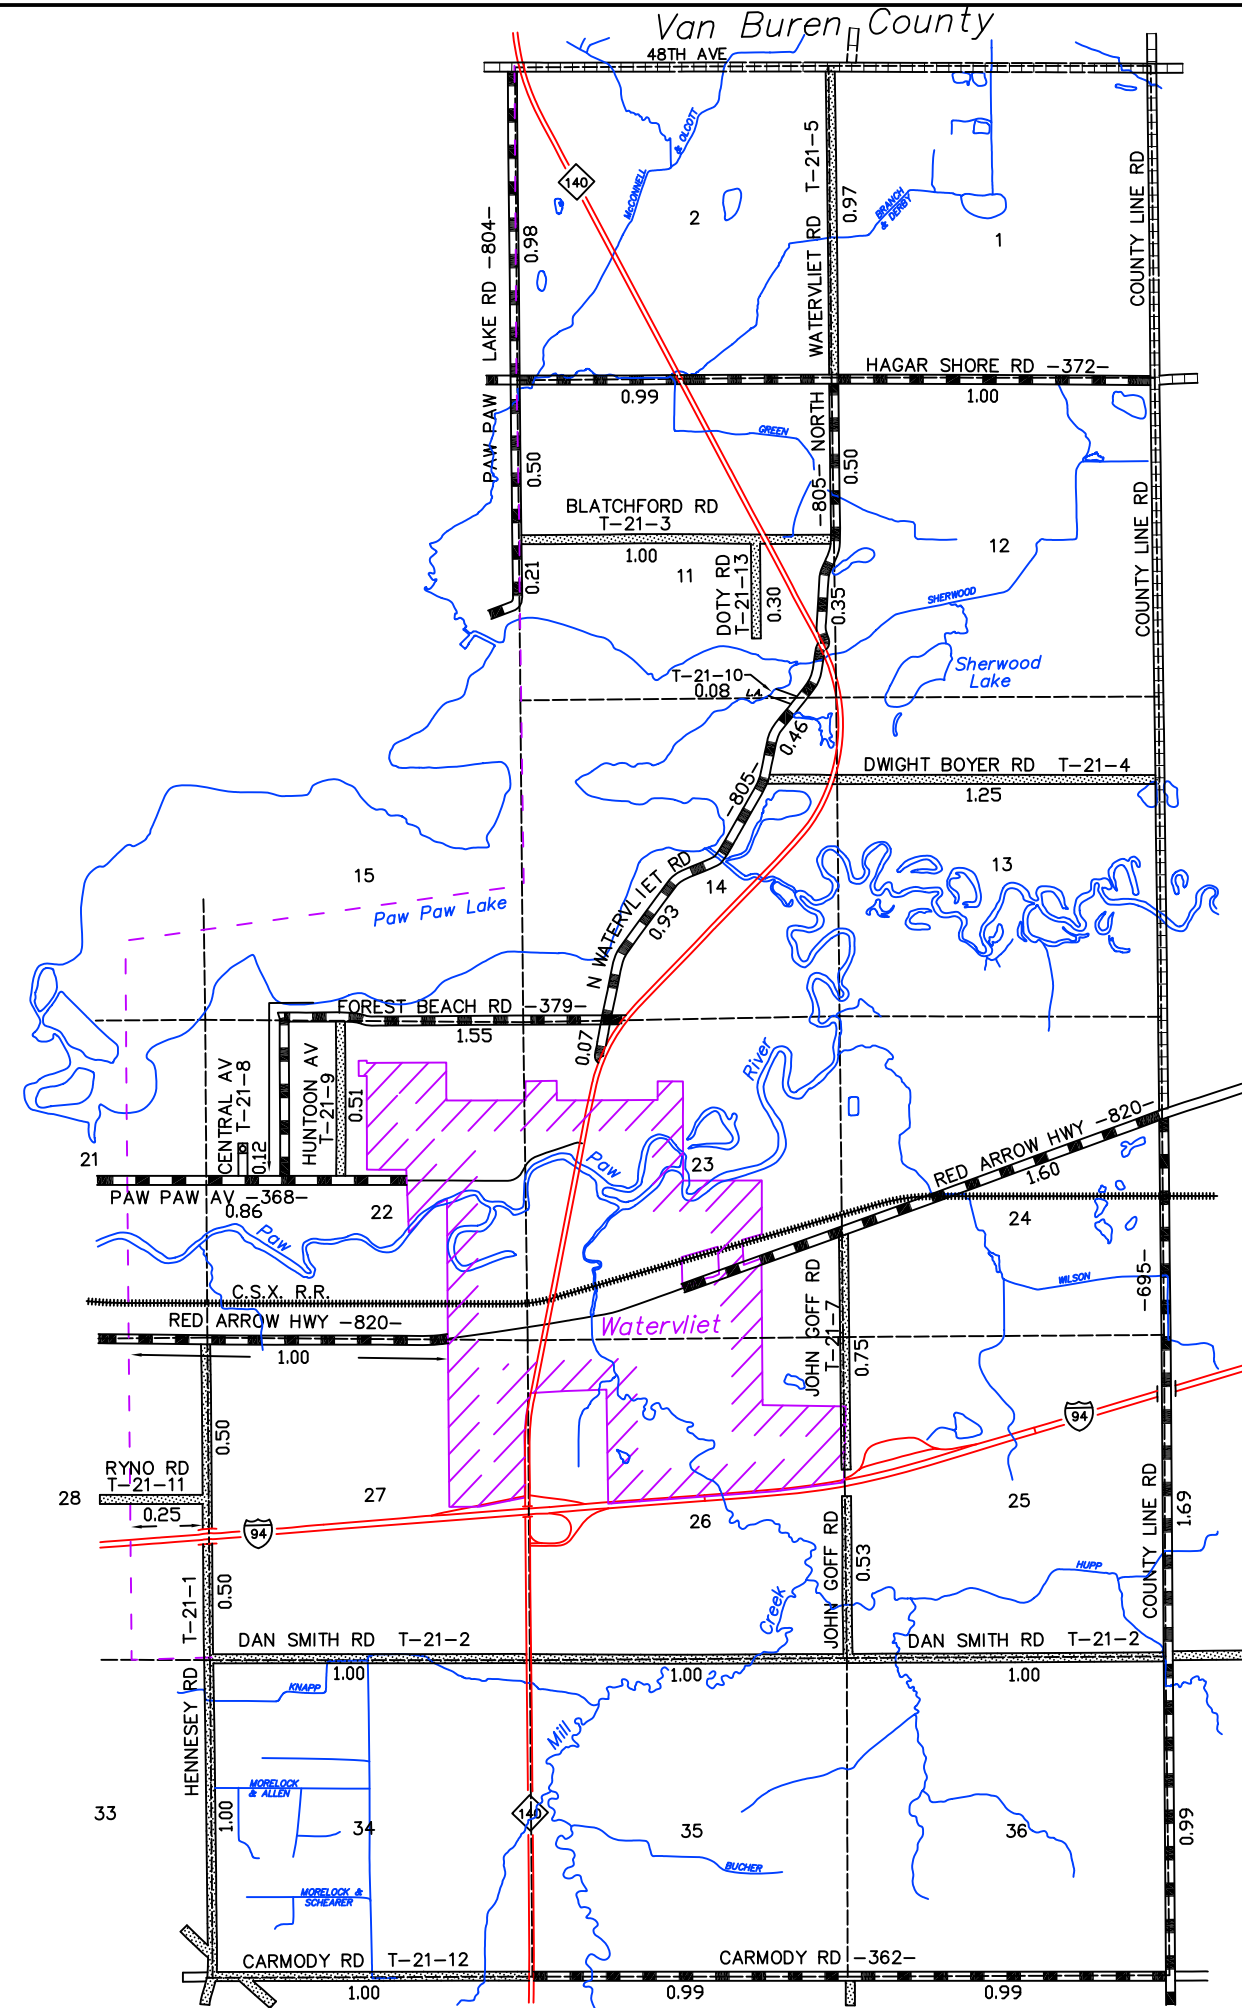 Van Buren County
48TH AVE
140
McCONNELL
& OLCOTT
2
WATERVLIET RD T-21-5
0.97
BRANCH
& DERBY
1
COUNTY LINE RD
PAW PAW LAKE RD -804-
0.98
HAGAR SHORE RD -372-
0.99
1.00
GREEN
0.50
-805- NORTH
0.50
COUNTY LINE RD
BLATCHFORD RD
T-21-3
1.00
11
12
0.21
DOTY RD
T-21-13
0.30
0.35
SHERWOOD
Sherwood
Lake
T-21-10
0.08
0.46
DWIGHT BOYER RD T-21-4
1.25
-805-
13
14
15
Paw Paw Lake
N WATERVLIET RD
0.93
FOREST BEACH RD -379-
1.55
0.07
River
CENTRAL AV
T-21-8
0.12
HUNTOON AV
T-21-9
0.51
21
Paw
23
RED ARROW HWY -820-
1.60
PAW PAW AV -368-
0.86
22
24
Paw
C.S.X. R.R.
RED ARROW HWY -820-
1.00
Watervliet
JOHN GOFF RD
T-21-7
0.75
WILSON
-695-
94
0.50
RYNO RD
T-21-11
0.25
28
27
94
26
25
COUNTY LINE RD
1.69
HENNESEY RD T-21-1
0.50
JOHN GOFF RD
0.53
HUPP
Creek
DAN SMITH RD T-21-2
DAN SMITH RD T-21-2
1.00
1.00
1.00
KNAPP
Mill
MORELOCK
& ALLEN
33
1.00
34
140
35
36
0.99
BUCHER
MORELOCK &
SCHEARER
CARMODY RD T-21-12
CARMODY RD -362-
1.00
0.99
0.99